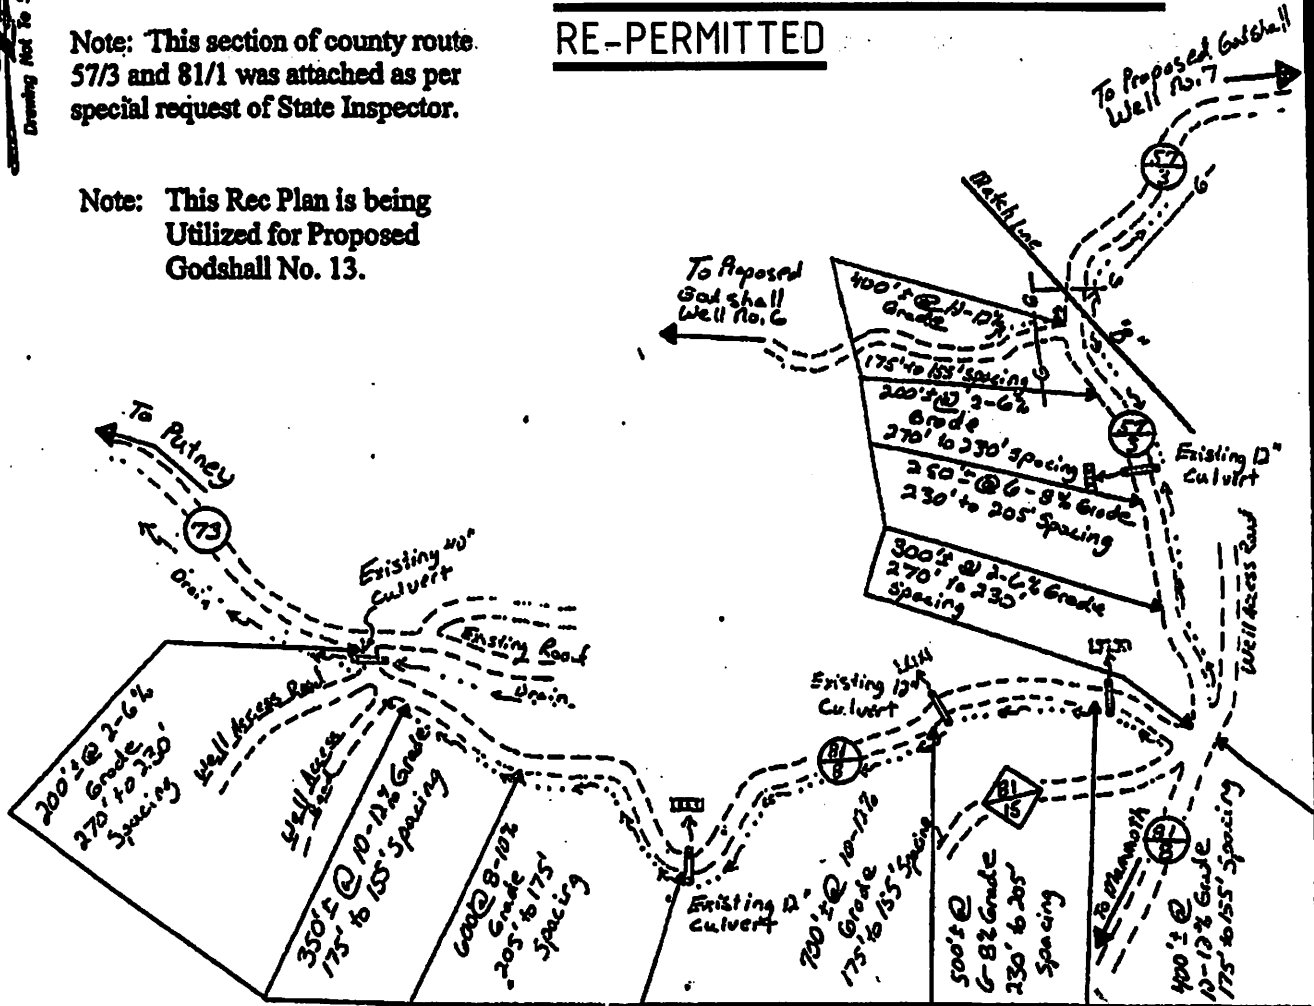 Drawing Not To
Note: This section of county route
57/3 and 81/1 was attached as per
special request of State Inspector.
RE-PERMITTED
Note: This Rec Plan is being
Utilized for Proposed
Godshall No. 13.
To Proposed Godshall
Well No. 7
57
3
6"
Match Line
To Proposed
Godshall
Well No. 6
400'± @ 10-12%
Grade
175' to 155' Spacing
G
G
G
200'± @ 2-6%
Grade
270' to 230' Spacing
57
3
Existing 12"
Culvert
250'± @ 6-8% Grade
230' to 205' Spacing
300'± @ 2-6% Grade
270' to 230'
Spacing
Well Access Road
To Putney
73
Drain
Existing 40"
Culvert
Existing Road
Drain
Well Access Road
Well Access
Road
200'± @ 2-6%
Grade
270' to 230'
Spacing
350'± @ 10-12% Grade
175' to 155' Spacing
600' @ 8-10%
Grade
205' to 175'
Spacing
Existing 12"
Culvert
Existing 12"
Culvert
81
8
700'± @ 10-12%
Grade
175' to 155' Spacing
81
15
500'± @
6-8% Grade
230' to 205'
Spacing
To Mammoth
81
400'± @
10-12% Grade
175' to 155' Spacing